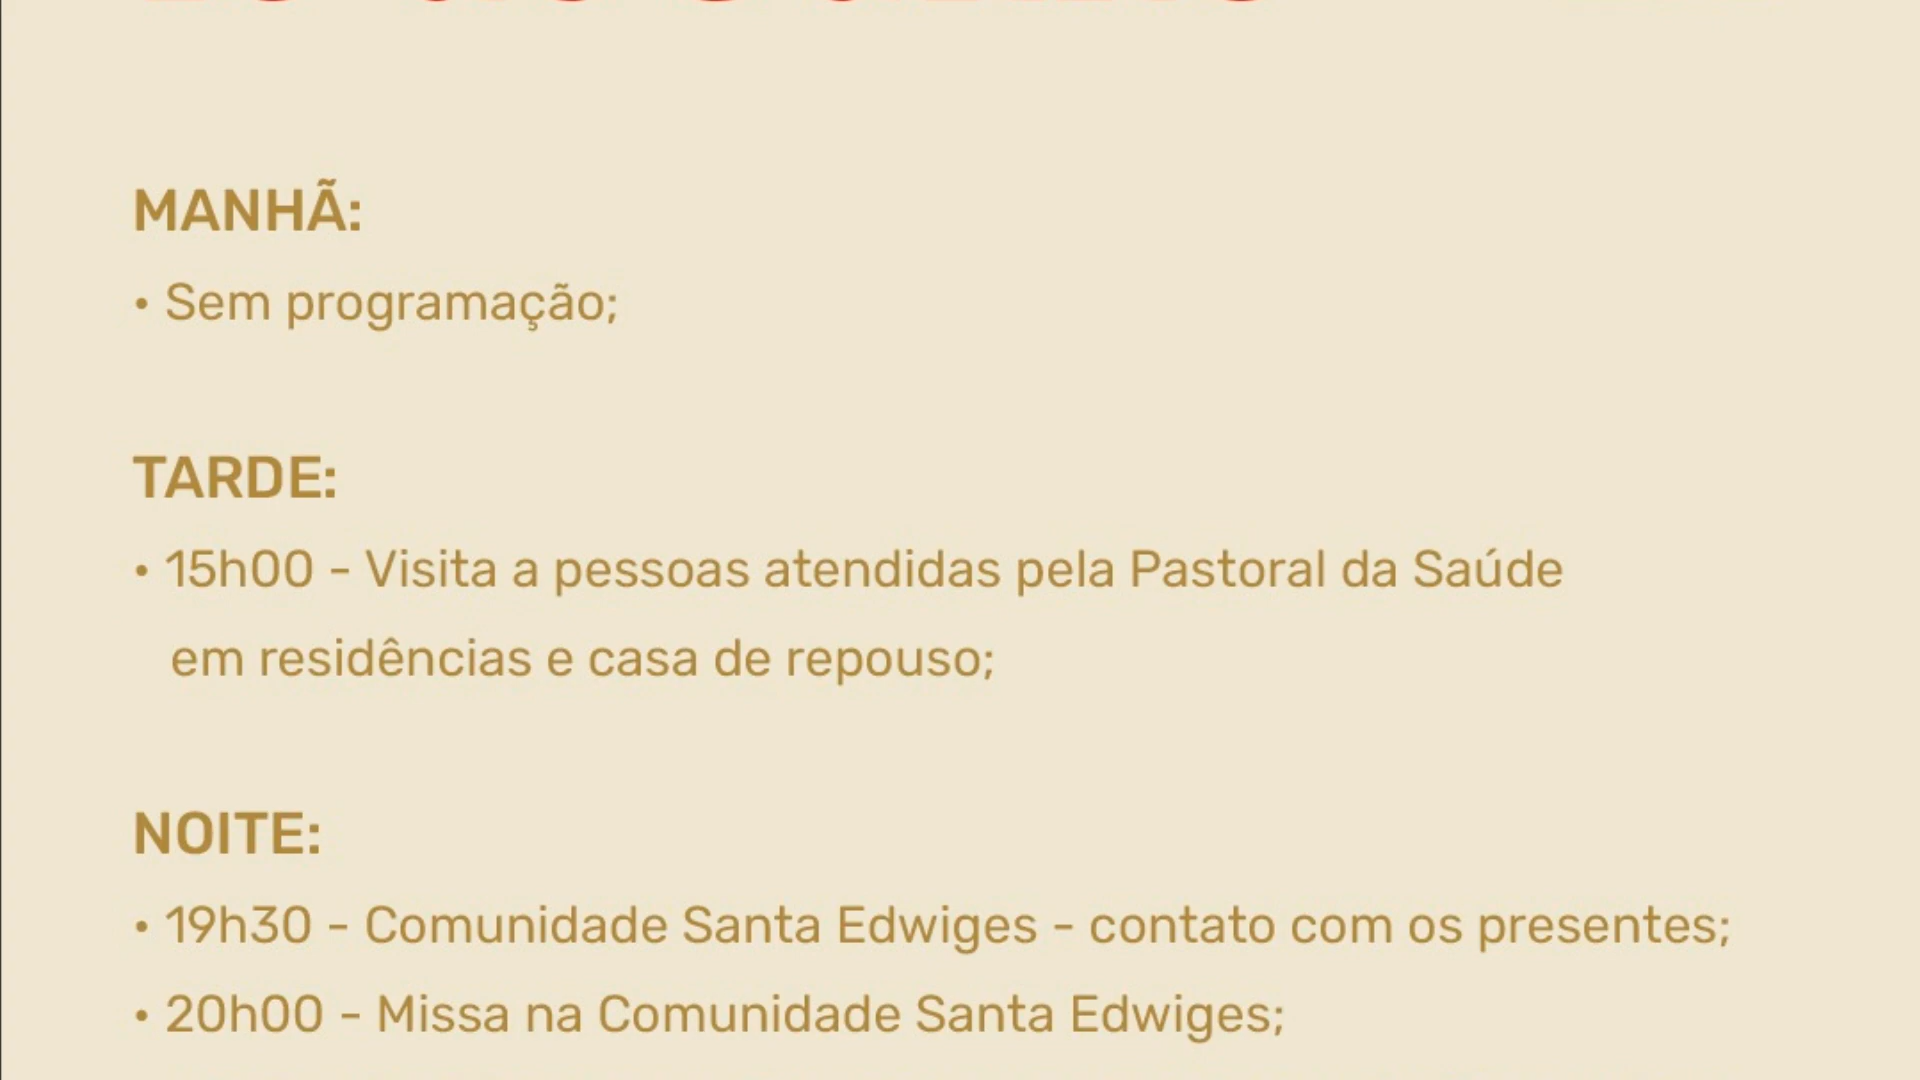 MANHÃ:
• Sem programação;
TARDE:
• 15h00 - Visita a pessoas atendidas pela Pastoral da Saúde
em residências e casa de repouso;
NOITE:
• 19h30 - Comunidade Santa Edwiges - contato com os presentes;
• 20h00 - Missa na Comunidade Santa Edwiges;